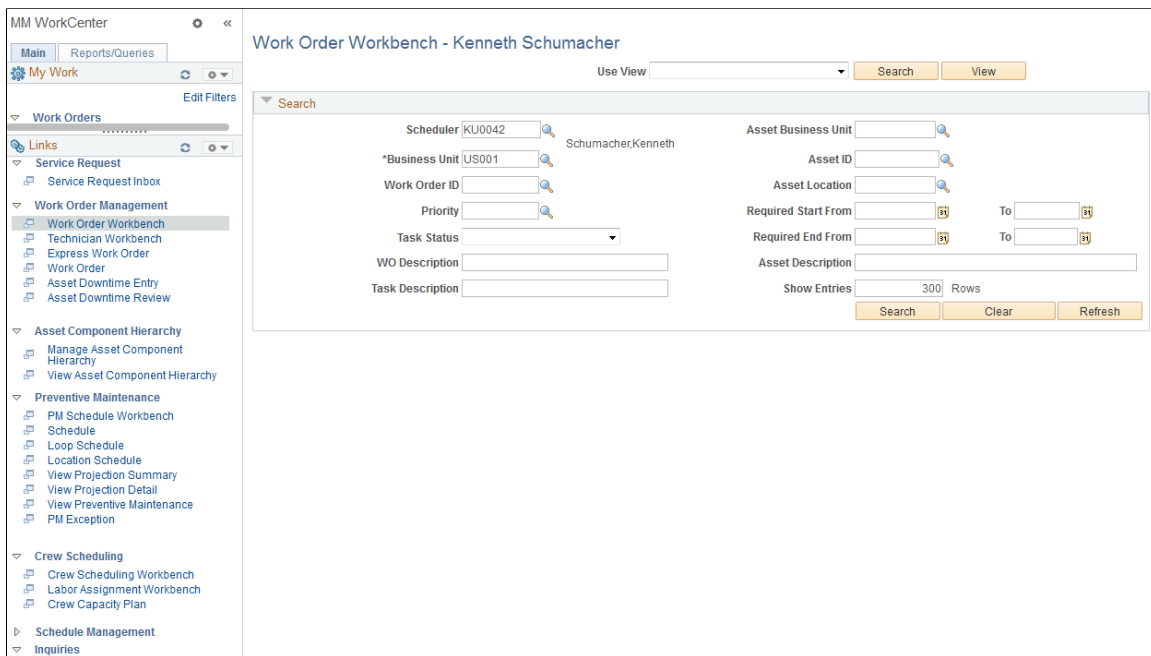 MM WorkCenter
Main Reports/Queries
My Work
Edit Filters
Work Orders
Links
Service Request
Service Request Inbox
Work Order Management
Work Order Workbench
Technician Workbench
Express Work Order
Work Order
Asset Downtime Entry
Asset Downtime Review
Asset Component Hierarchy
Manage Asset Component
Hierarchy
View Asset Component Hierarchy
Preventive Maintenance
PM Schedule Workbench
Schedule
Loop Schedule
Location Schedule
View Projection Summary
View Projection Detail
View Preventive Maintenance
PM Exception
Crew Scheduling
Crew Scheduling Workbench
Labor Assignment Workbench
Crew Capacity Plan
Schedule Management
Inquiries
Work Order Workbench - Kenneth Schumacher
Use View Search View
Search
Scheduler KU0042 Schumacher,Kenneth Asset Business Unit
*Business Unit US001 Asset ID
Work Order ID Asset Location
Priority Required Start From 31 To 31
Task Status Required End From 31 To 31
WO Description Asset Description
Task Description Show Entries 300 Rows
Search Clear Refresh